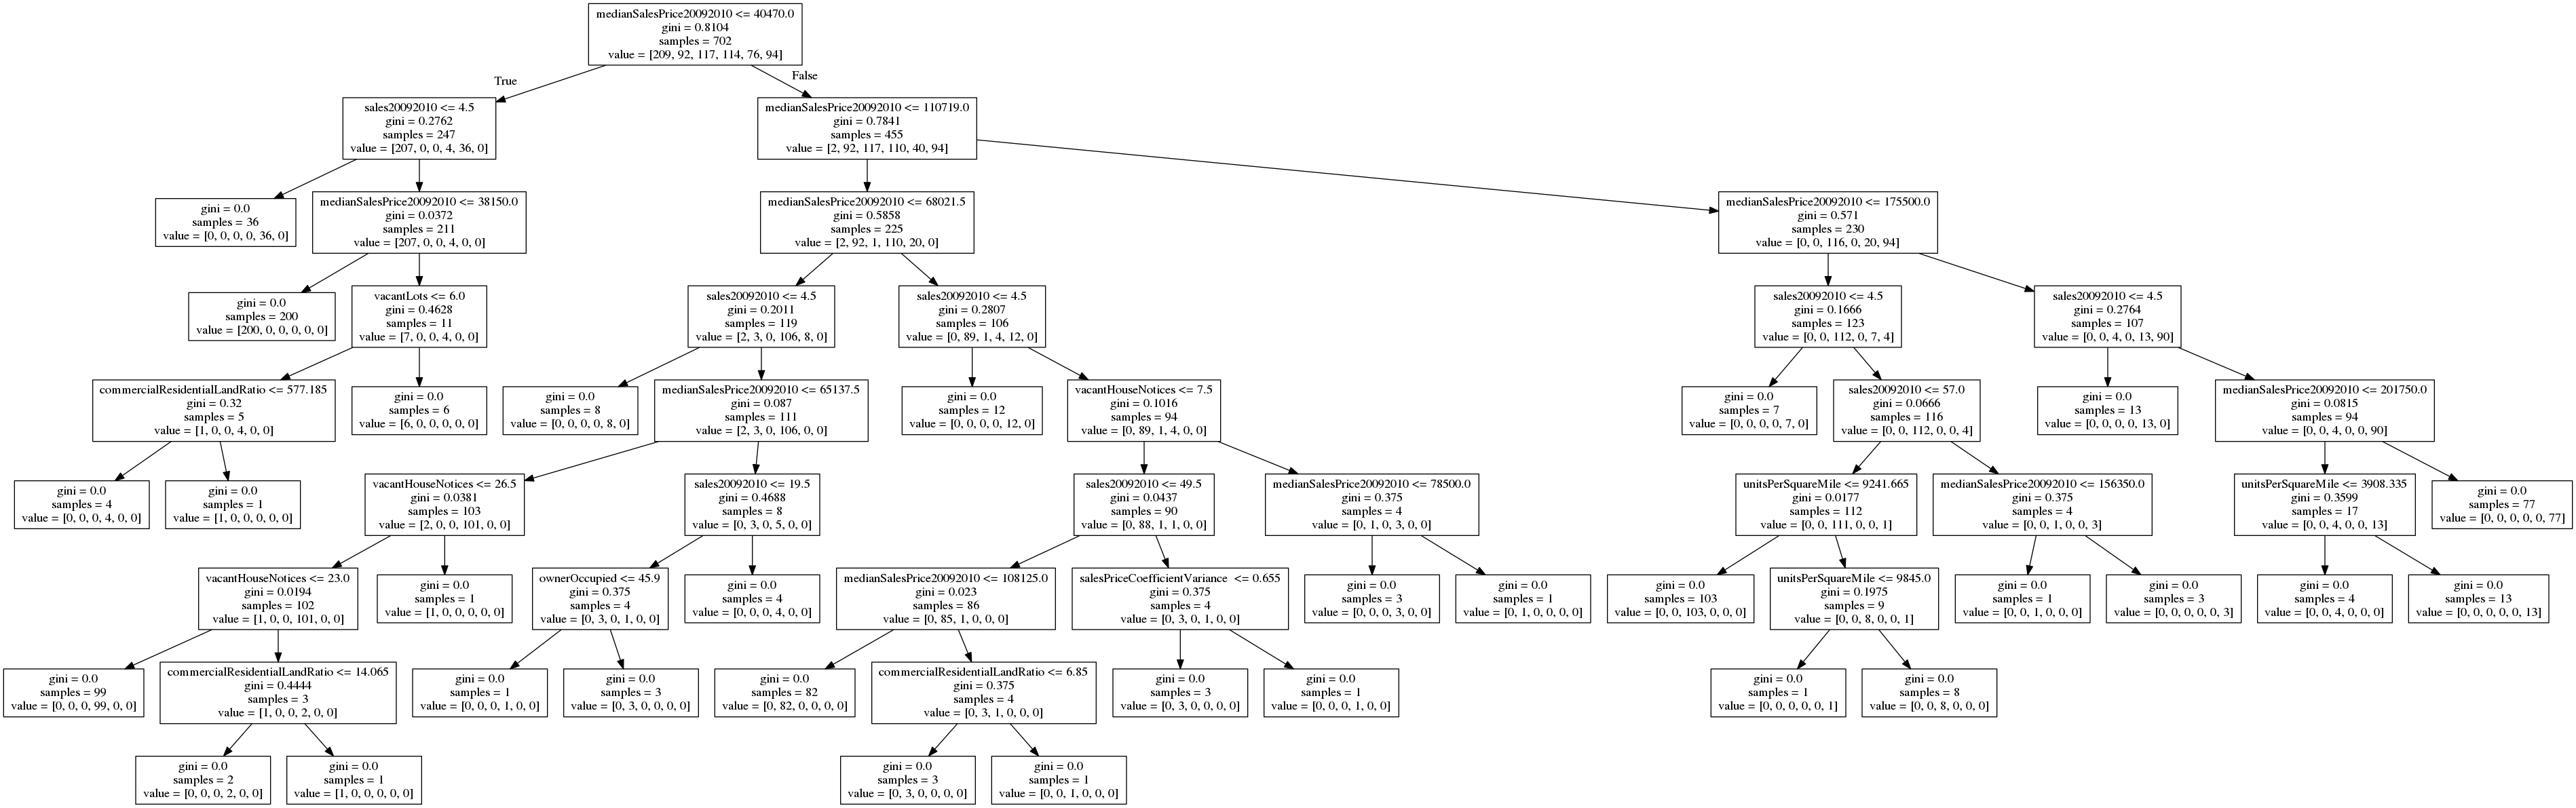 medianSalesPrice20092010 <= 40470.0
gini = 0.8104
samples = 702
value = [209, 92, 117, 114, 76, 94]
True
False
sales20092010 <= 4.5
gini = 0.2762
samples = 247
value = [207, 0, 0, 4, 36, 0]
medianSalesPrice20092010 <= 110719.0
gini = 0.7841
samples = 455
value = [2, 92, 117, 110, 40, 94]
gini = 0.0
samples = 36
value = [0, 0, 0, 0, 36, 0]
medianSalesPrice20092010 <= 38150.0
gini = 0.0372
samples = 211
value = [207, 0, 0, 4, 0, 0]
medianSalesPrice20092010 <= 68021.5
gini = 0.5858
samples = 225
value = [2, 92, 1, 110, 20, 0]
medianSalesPrice20092010 <= 175500.0
gini = 0.571
samples = 230
value = [0, 0, 116, 0, 20, 94]
gini = 0.0
samples = 200
value = [200, 0, 0, 0, 0, 0]
vacantLots <= 6.0
gini = 0.4628
samples = 11
value = [7, 0, 0, 4, 0, 0]
sales20092010 <= 4.5
gini = 0.2011
samples = 119
value = [2, 3, 0, 106, 8, 0]
sales20092010 <= 4.5
gini = 0.2807
samples = 106
value = [0, 89, 1, 4, 12, 0]
sales20092010 <= 4.5
gini = 0.1666
samples = 123
value = [0, 0, 112, 0, 7, 4]
sales20092010 <= 4.5
gini = 0.2764
samples = 107
value = [0, 0, 4, 0, 13, 90]
commercialResidentialLandRatio <= 577.185
gini = 0.32
samples = 5
value = [1, 0, 0, 4, 0, 0]
gini = 0.0
samples = 6
value = [6, 0, 0, 0, 0, 0]
gini = 0.0
samples = 8
value = [0, 0, 0, 0, 8, 0]
medianSalesPrice20092010 <= 65137.5
gini = 0.087
samples = 111
value = [2, 3, 0, 106, 0, 0]
gini = 0.0
samples = 12
value = [0, 0, 0, 0, 12, 0]
vacantHouseNotices <= 7.5
gini = 0.1016
samples = 94
value = [0, 89, 1, 4, 0, 0]
gini = 0.0
samples = 7
value = [0, 0, 0, 0, 7, 0]
sales20092010 <= 57.0
gini = 0.0666
samples = 116
value = [0, 0, 112, 0, 0, 4]
gini = 0.0
samples = 13
value = [0, 0, 0, 0, 13, 0]
medianSalesPrice20092010 <= 201750.0
gini = 0.0815
samples = 94
value = [0, 0, 4, 0, 0, 90]
gini = 0.0
samples = 4
value = [0, 0, 0, 4, 0, 0]
gini = 0.0
samples = 1
value = [1, 0, 0, 0, 0, 0]
vacantHouseNotices <= 26.5
gini = 0.0381
samples = 103
value = [2, 0, 0, 101, 0, 0]
sales20092010 <= 19.5
gini = 0.4688
samples = 8
value = [0, 3, 0, 5, 0, 0]
sales20092010 <= 49.5
gini = 0.0437
samples = 90
value = [0, 88, 1, 1, 0, 0]
medianSalesPrice20092010 <= 78500.0
gini = 0.375
samples = 4
value = [0, 1, 0, 3, 0, 0]
unitsPerSquareMile <= 9241.665
gini = 0.0177
samples = 112
value = [0, 0, 111, 0, 0, 1]
medianSalesPrice20092010 <= 156350.0
gini = 0.375
samples = 4
value = [0, 0, 1, 0, 0, 3]
unitsPerSquareMile <= 3908.335
gini = 0.3599
samples = 17
value = [0, 0, 4, 0, 0, 13]
gini = 0.0
samples = 77
value = [0, 0, 0, 0, 0, 77]
vacantHouseNotices <= 23.0
gini = 0.0194
samples = 102
value = [1, 0, 0, 101, 0, 0]
gini = 0.0
samples = 1
value = [1, 0, 0, 0, 0, 0]
ownerOccupied <= 45.9
gini = 0.375
samples = 4
value = [0, 3, 0, 1, 0, 0]
gini = 0.0
samples = 4
value = [0, 0, 0, 4, 0, 0]
medianSalesPrice20092010 <= 108125.0
gini = 0.023
samples = 86
value = [0, 85, 1, 0, 0, 0]
salesPriceCoefficientVariance <= 0.655
gini = 0.375
samples = 4
value = [0, 3, 0, 1, 0, 0]
gini = 0.0
samples = 3
value = [0, 0, 0, 3, 0, 0]
gini = 0.0
samples = 1
value = [0, 1, 0, 0, 0, 0]
gini = 0.0
samples = 103
value = [0, 0, 103, 0, 0, 0]
unitsPerSquareMile <= 9845.0
gini = 0.1975
samples = 9
value = [0, 0, 8, 0, 0, 1]
gini = 0.0
samples = 1
value = [0, 0, 1, 0, 0, 0]
gini = 0.0
samples = 3
value = [0, 0, 0, 0, 0, 3]
gini = 0.0
samples = 4
value = [0, 0, 4, 0, 0, 0]
gini = 0.0
samples = 13
value = [0, 0, 0, 0, 0, 13]
gini = 0.0
samples = 99
value = [0, 0, 0, 99, 0, 0]
commercialResidentialLandRatio <= 14.065
gini = 0.4444
samples = 3
value = [1, 0, 0, 2, 0, 0]
gini = 0.0
samples = 1
value = [0, 0, 0, 1, 0, 0]
gini = 0.0
samples = 3
value = [0, 3, 0, 0, 0, 0]
gini = 0.0
samples = 82
value = [0, 82, 0, 0, 0, 0]
commercialResidentialLandRatio <= 6.85
gini = 0.375
samples = 4
value = [0, 3, 1, 0, 0, 0]
gini = 0.0
samples = 3
value = [0, 3, 0, 0, 0, 0]
gini = 0.0
samples = 1
value = [0, 0, 0, 1, 0, 0]
gini = 0.0
samples = 1
value = [0, 0, 0, 0, 0, 1]
gini = 0.0
samples = 8
value = [0, 0, 8, 0, 0, 0]
gini = 0.0
samples = 2
value = [0, 0, 0, 2, 0, 0]
gini = 0.0
samples = 1
value = [1, 0, 0, 0, 0, 0]
gini = 0.0
samples = 3
value = [0, 3, 0, 0, 0, 0]
gini = 0.0
samples = 1
value = [0, 0, 1, 0, 0, 0]